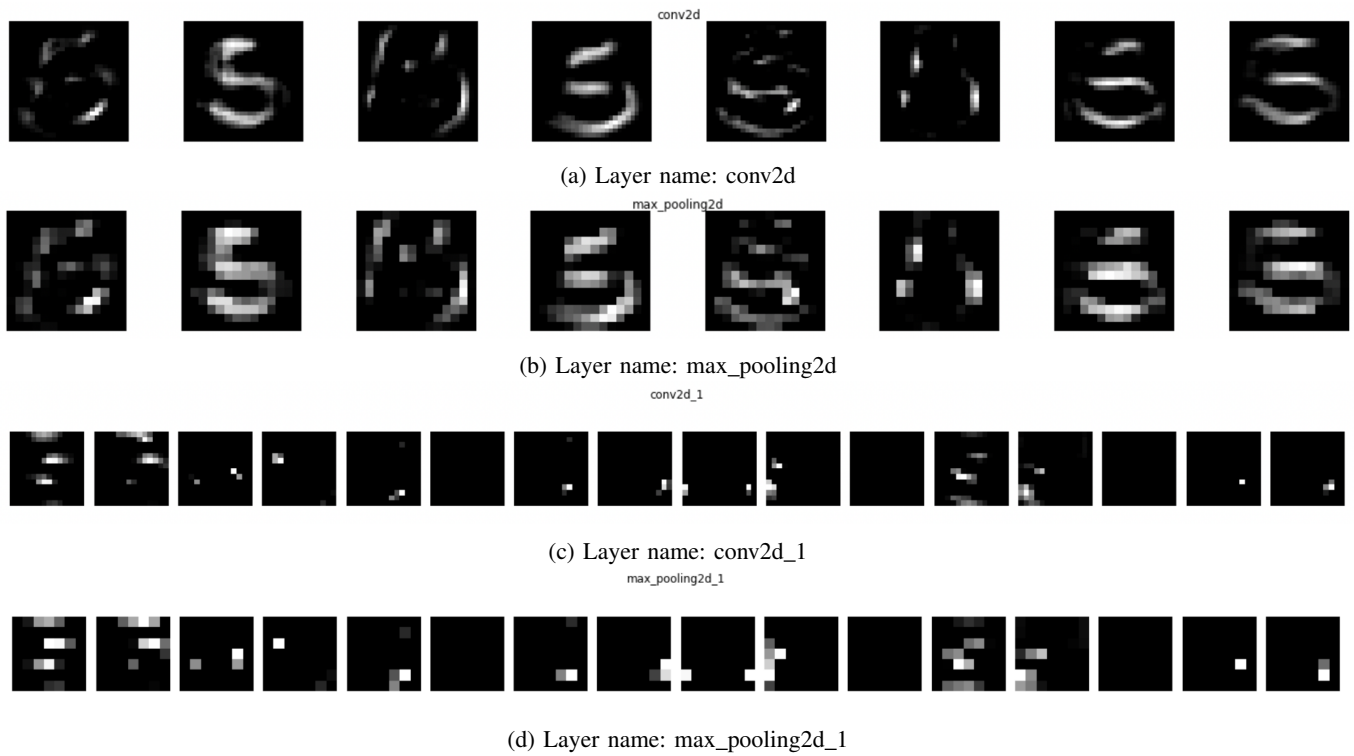 conv2d
(a) Layer name: conv2d
max_pooling2d
(b) Layer name: max_pooling2d
conv2d_1
(c) Layer name: conv2d_1
max_pooling2d_1
(d) Layer name: max_pooling2d_1